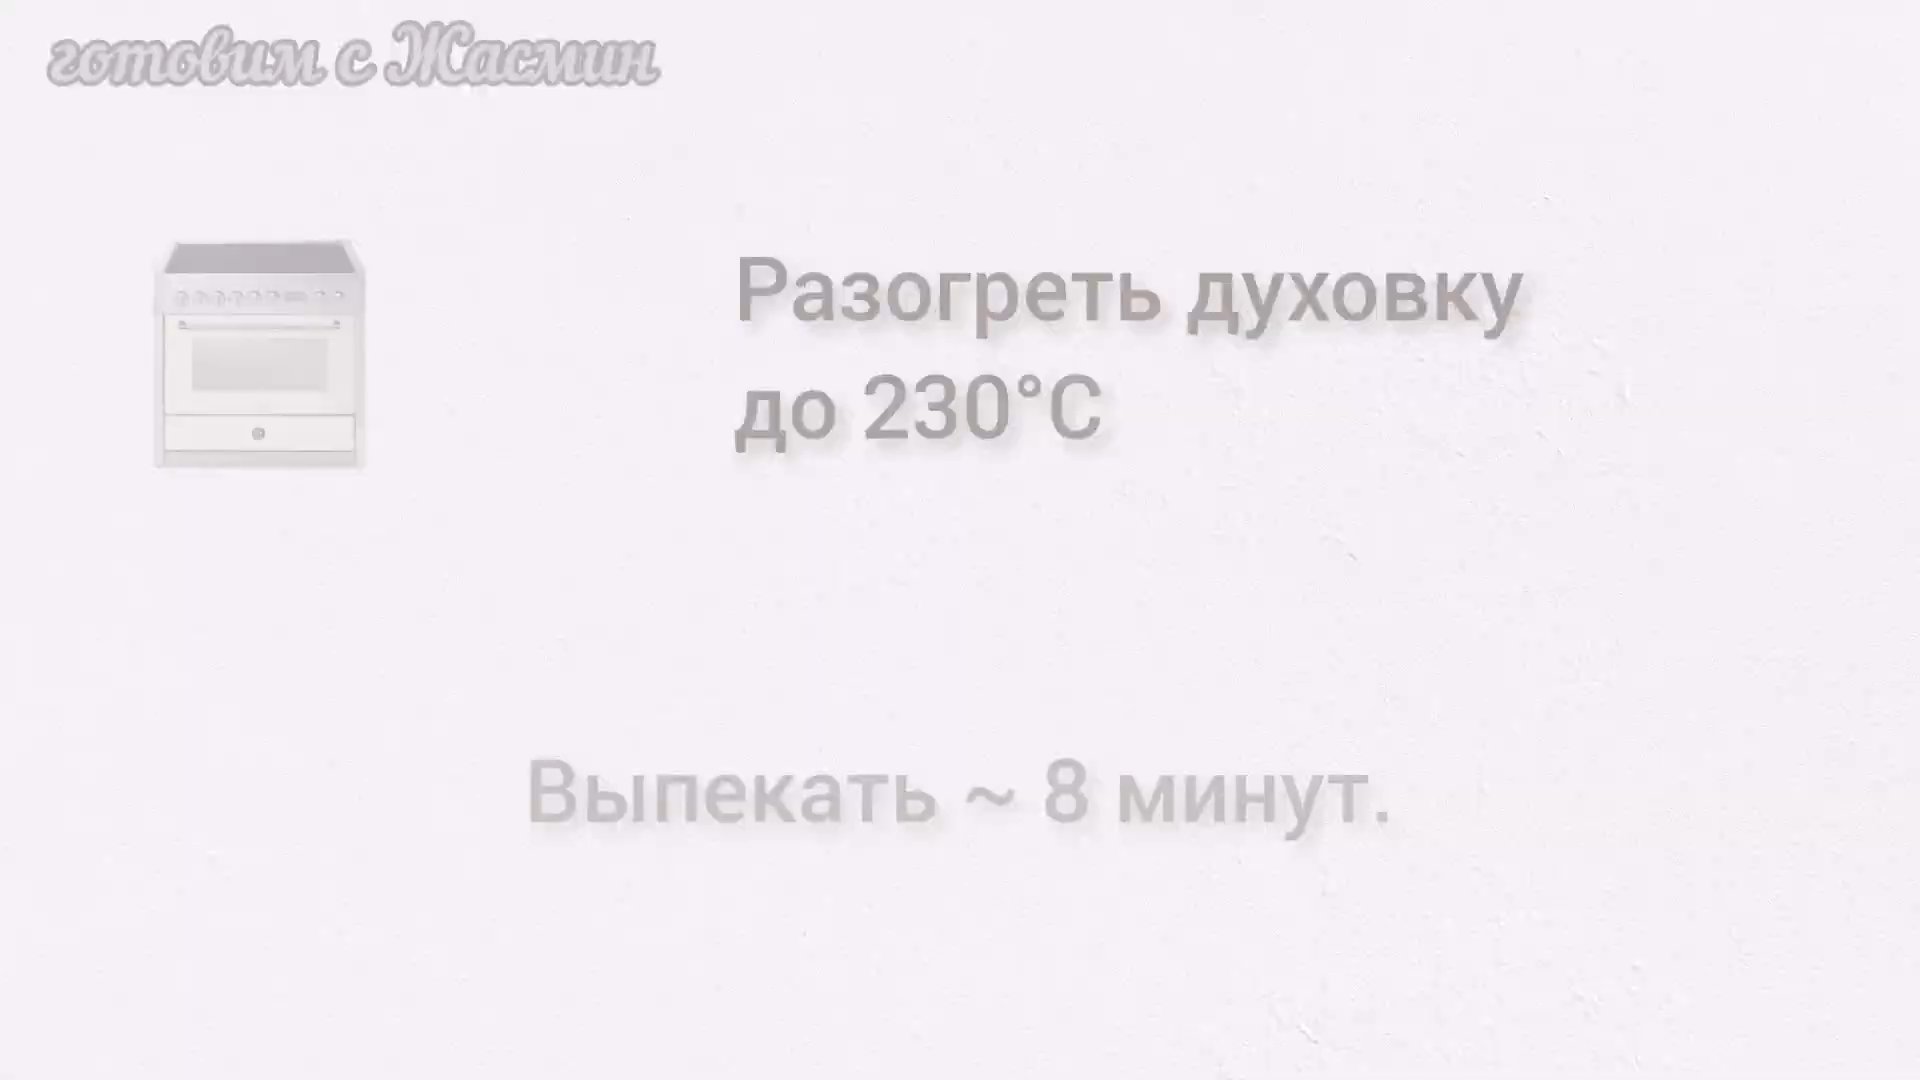 готовим с Жасмин
Разогреть духовку
до 230°C
Выпекать ~ 8 минут.